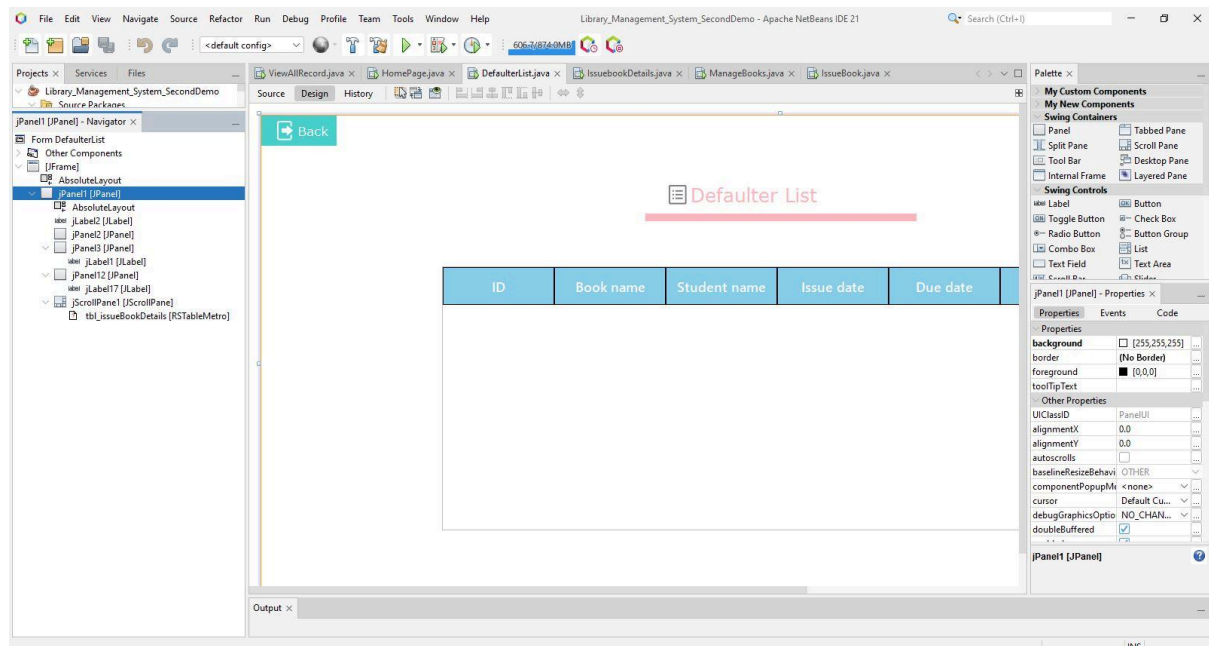 File Edit View Navigate Source Refactor Run Debug Profile Team Tools Window Help Library_Management_System_SecondDemo - Apache NetBeans IDE 21 Search (Ctrl+I)
<default config> 606.7/874.0MB
Projects Services Files
Library_Management_System_SecondDemo
Source Packages
jPanel1 [JPanel] - Navigator
Form DefaulterList
Other Components
[JFrame]
AbsoluteLayout
jPanel1 [JPanel]
AbsoluteLayout
jLabel2 [JLabel]
jPanel2 [JPanel]
jPanel3 [JPanel]
jLabel1 [JLabel]
jPanel12 [JPanel]
jLabel17 [JLabel]
jScrollPane1 [JScrollPane]
tbl_issueBookDetails [RSTableMetro]
ViewAllRecord.java HomePage.java DefaulterList.java IssuebookDetails.java ManageBooks.java IssueBook.java
Source Design History
Back
Defaulter List
ID Book name Student name Issue date Due date
Output
Palette
My Custom Components
My New Components
Swing Containers
Panel Tabbed Pane
Split Pane Scroll Pane
Tool Bar Desktop Pane
Internal Frame Layered Pane
Swing Controls
Label Button
Toggle Button Check Box
Radio Button Button Group
Combo Box List
Text Field Text Area
Scroll Bar Slider
jPanel1 [JPanel] - Properties
Properties Events Code
Properties
background [255,255,255] ...
border (No Border) ...
foreground [0,0,0] ...
toolTipText ...
Other Properties
UIClassID PanelUI ...
alignmentX 0.0 ...
alignmentY 0.0 ...
autoscrolls ...
baselineResizeBehavi OTHER
componentPopupMe <none> ...
cursor Default Cu... ...
debugGraphicsOptio NO_CHAN... ...
doubleBuffered ...
jPanel1 [JPanel]
INS